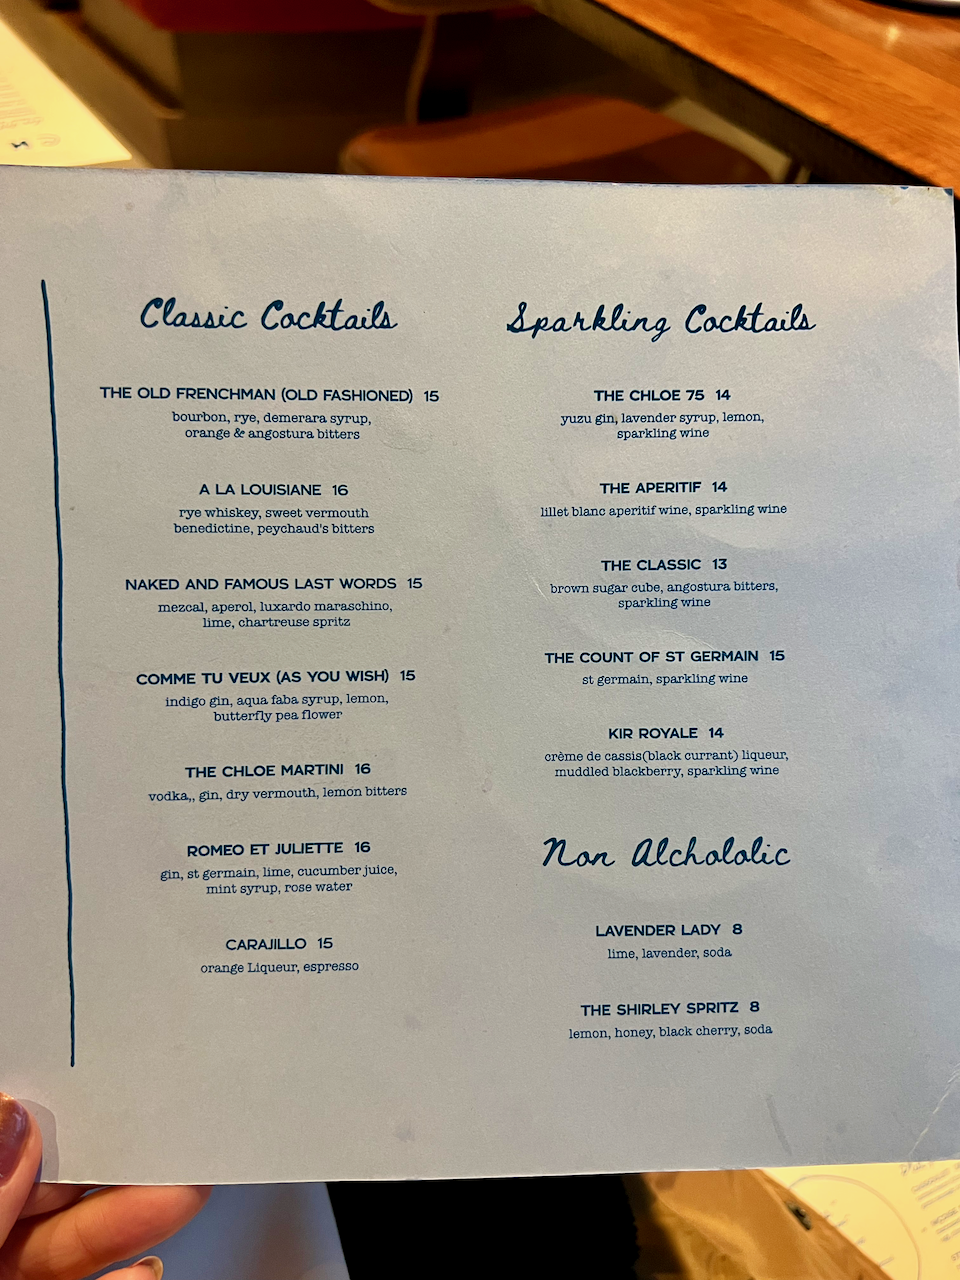 Classic Cocktails
THE OLD FRENCHMAN (OLD FASHIONED) 15
bourbon, rye, demerara syrup,
orange & angostura bitters
A LA LOUISIANE 16
rye whiskey, sweet vermouth
benedictine, peychaud's bitters
NAKED AND FAMOUS LAST WORDS 15
mezcal, aperol, luxardo maraschino,
lime, chartreuse spritz
COMME TU VEUX (AS YOU WISH) 15
indigo gin, aqua faba syrup, lemon,
butterfly pea flower
THE CHLOE MARTINI 16
vodka,, gin, dry vermouth, lemon bitters
ROMEO ET JULIETTE 16
gin, st germain, lime, cucumber juice,
mint syrup, rose water
CARAJILLO 15
orange Liqueur, espresso
Sparkling Cocktails
THE CHLOE 75 14
yuzu gin, lavender syrup, lemon,
sparkling wine
THE APERITIF 14
lillet blanc aperitif wine, sparkling wine
THE CLASSIC 13
brown sugar cube, angostura bitters,
sparkling wine
THE COUNT OF ST GERMAIN 15
st germain, sparkling wine
KIR ROYALE 14
crème de cassis(black currant) liqueur,
muddled blackberry, sparkling wine
Non Alchololic
LAVENDER LADY 8
lime, lavender, soda
THE SHIRLEY SPRITZ 8
lemon, honey, black cherry, soda